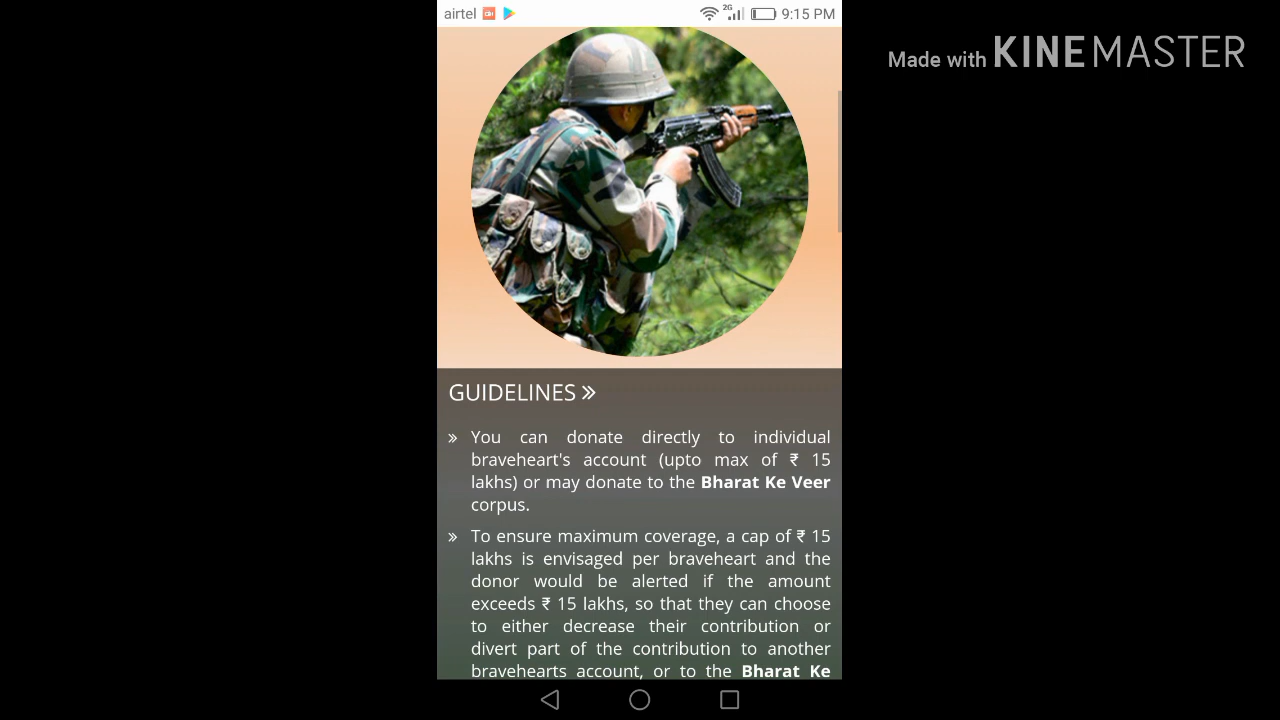 airtel 2G 9:15 PM
Made with KINEMASTER
GUIDELINES »
» You can donate directly to individual
braveheart's account (upto max of ₹ 15
lakhs) or may donate to the Bharat Ke Veer
corpus.
» To ensure maximum coverage, a cap of ₹ 15
lakhs is envisaged per braveheart and the
donor would be alerted if the amount
exceeds ₹ 15 lakhs, so that they can choose
to either decrease their contribution or
divert part of the contribution to another
bravehearts account, or to the Bharat Ke